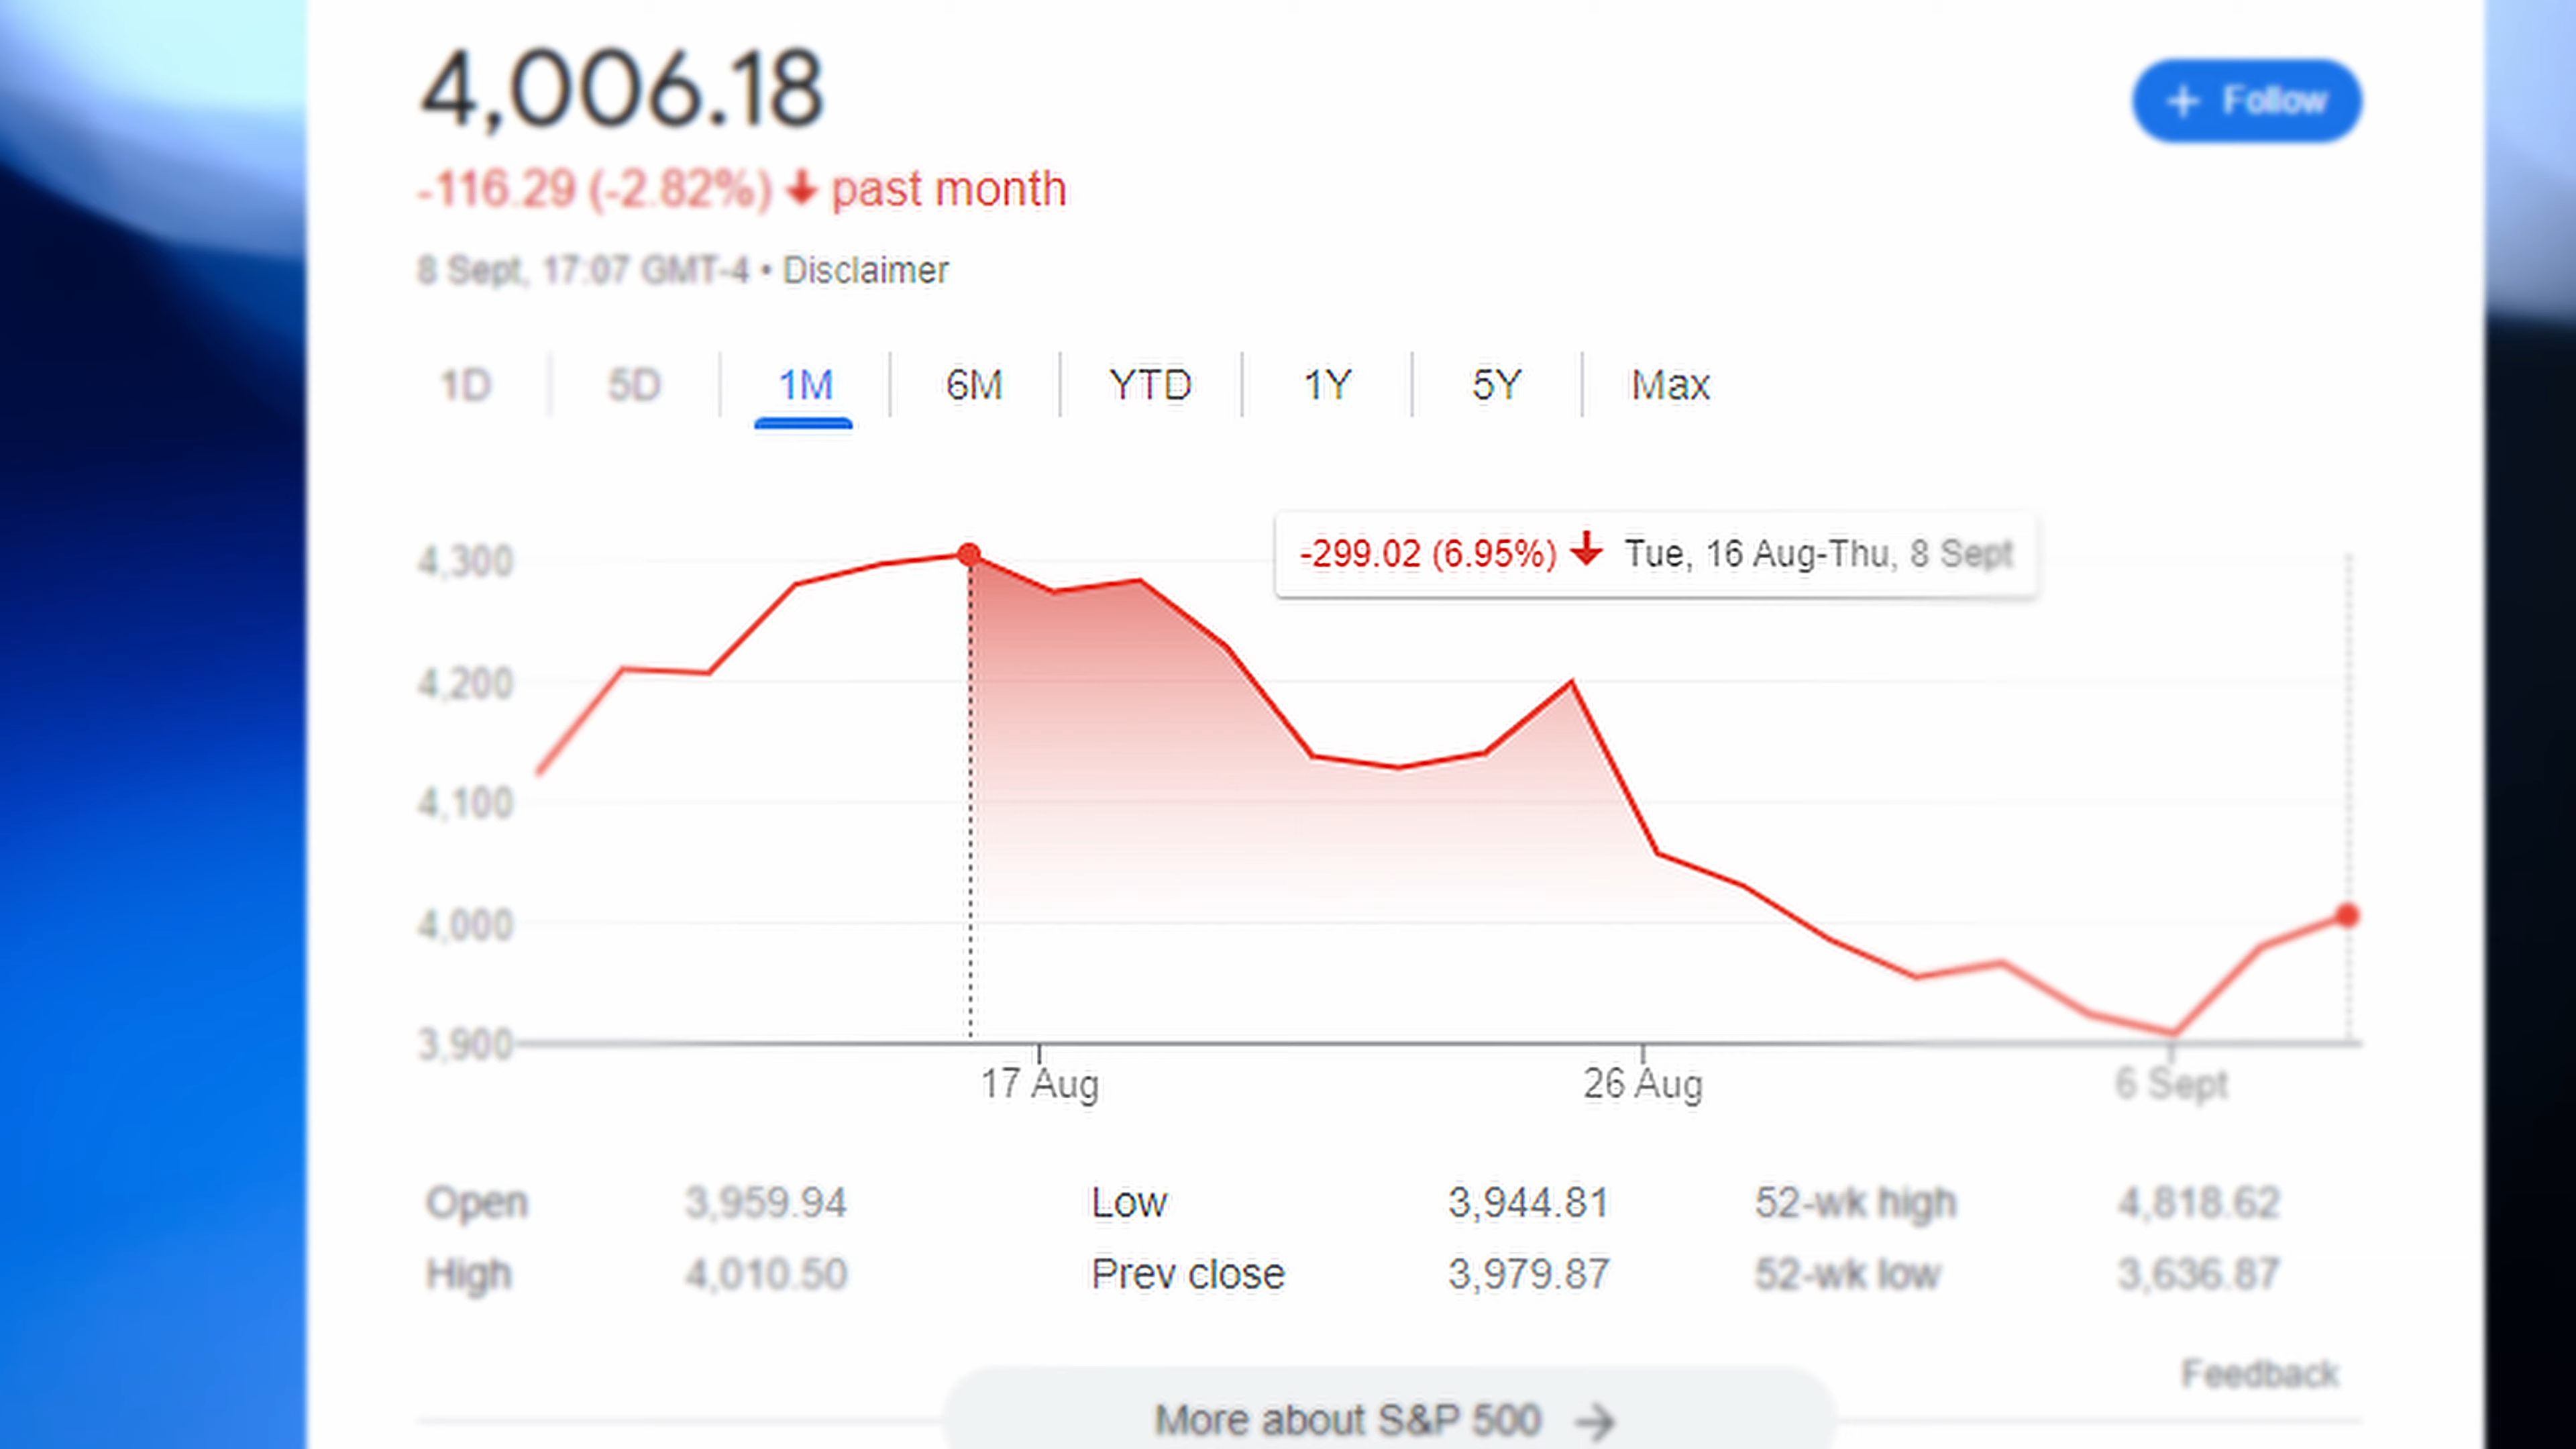 4,006.18
+ Follow
-116.29 (-2.82%) ↓ past month
8 Sept, 17:07 GMT-4 • Disclaimer
1D 5D 1M 6M YTD 1Y 5Y Max
-299.02 (6.95%) ↓ Tue, 16 Aug-Thu, 8 Sept
4,300
4,200
4,100
4,000
3,900
17 Aug 26 Aug 6 Sept
Open 3,959.94 Low 3,944.81 52-wk high 4,818.62
High 4,010.50 Prev close 3,979.87 52-wk low 3,636.87
Feedback
More about S&P 500 →